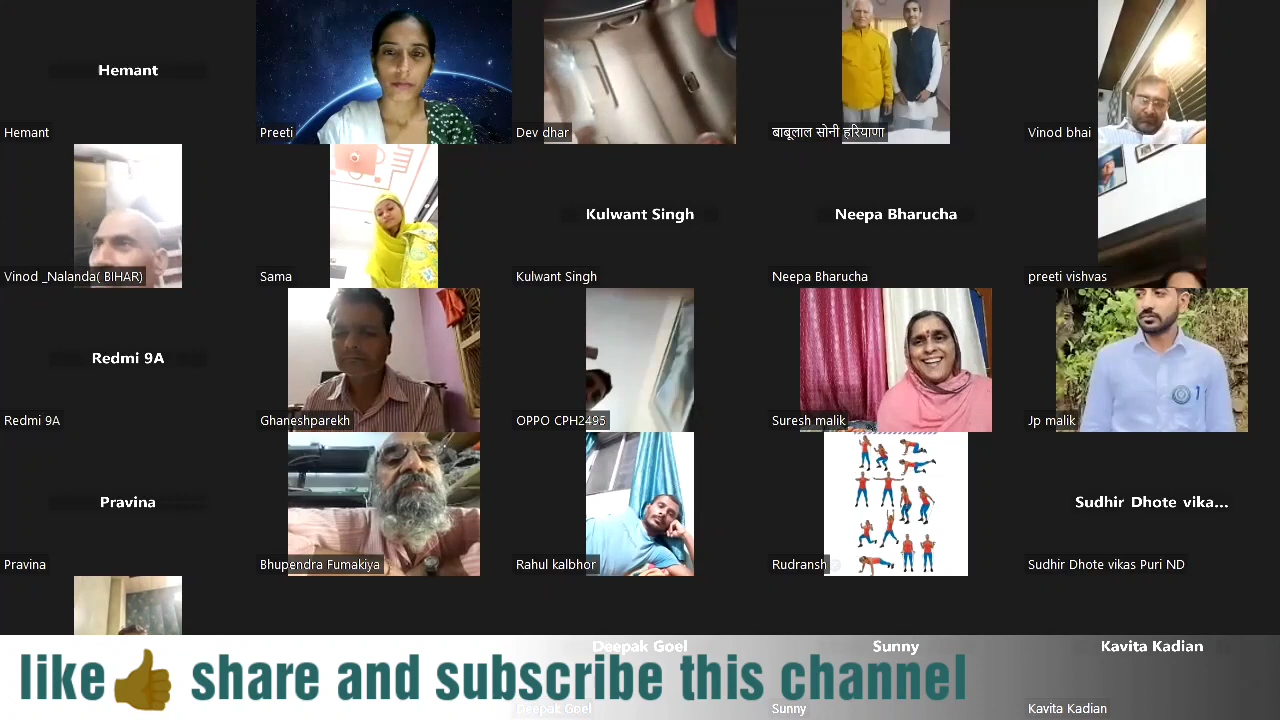 Hemant
Hemant
Preeti
Dev dhar
बाबूलाल सोनी हरियाणा
Vinod bhai
Vinod _Nalanda( BIHAR)
Sama
Kulwant Singh
Kulwant Singh
Neepa Bharucha
Neepa Bharucha
preeti vishvas
Redmi 9A
Redmi 9A
Ghaneshparekh
OPPO CPH2495
Suresh malik
Jp malik
Pravina
Pravina
Bhupendra Fumakiya
Rahul kalbhor
Rudransh
Sudhir Dhote vika...
Sudhir Dhote vikas Puri ND
Deepak Goel
Sunny
Kavita Kadian
like share and subscribe this channel
Deepak Goel
Sunny
Kavita Kadian